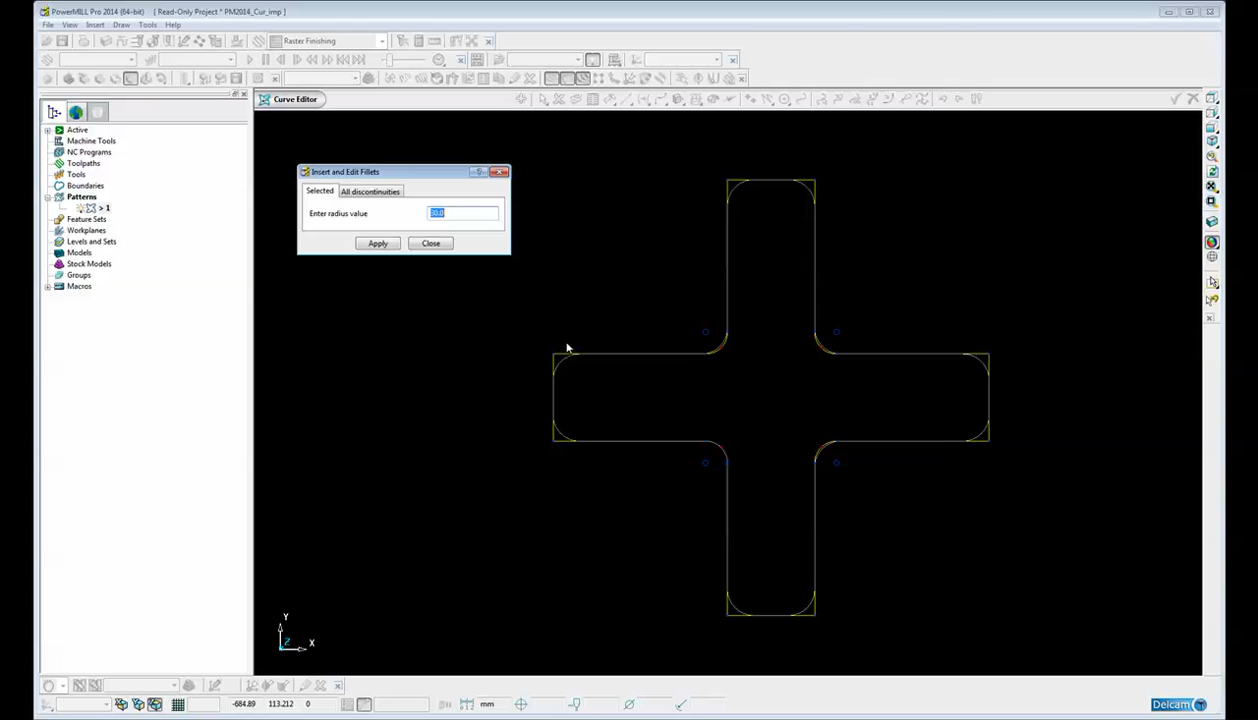 PowerMILL Pro 2014 (64-bit) [ Read-Only Project * PM2014_Cur_imp ]
File View Insert Draw Tools Help
Raster Finishing
Curve Editor
Active
Machine Tools
NC Programs
Toolpaths
Tools
Boundaries
Patterns
> 1
Feature Sets
Workplanes
Levels and Sets
Models
Stock Models
Groups
Macros
Insert and Edit Fillets
Selected All discontinuities
Enter radius value
Apply Close
Y
Z X
-684.89 113.212 0 mm
Delcam